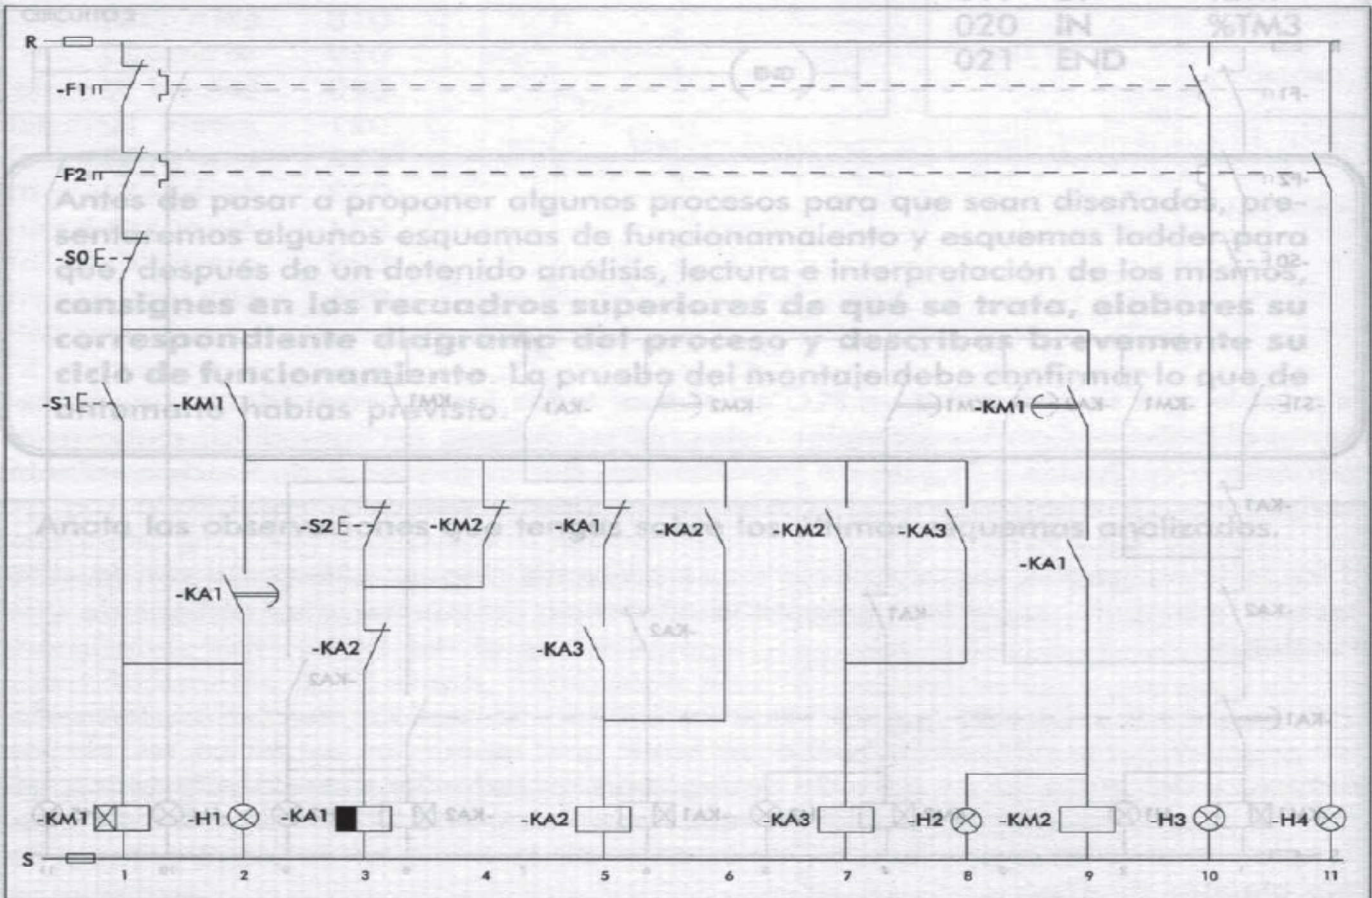 CIRCUITO 2
020 IN %TM3
021 END
R
-F1
-F2
Antes de pasar a proponer algunos procesos para que sean diseñados, pre-
sentaremos algunos esquemas de funcionamiento y esquemas ladder para
-S0 E
que, después de un detenido análisis, lectura e interpretación de los mismos,
consignes en los recuadros superiores de qué se trata, elabores su
correspondiente diagrama del proceso y describas brevemente su
ciclo de funcionamiento. La prueba del montaje debe confirmar lo que de
antemano habías previsto.
-S1 E -KM1 -KM1
Anota las observaciones que tengas sobre los últimos esquemas analizados.
-S2 E -KM2 -KA1 -KA2 -KM2 -KA3
-KA1
-KA1
-KA2 -KA3
-KM1 -H1 -KA1 -KA2 -KA3 -H2 -KM2 -H3 -H4
S
1 2 3 4 5 6 7 8 9 10 11